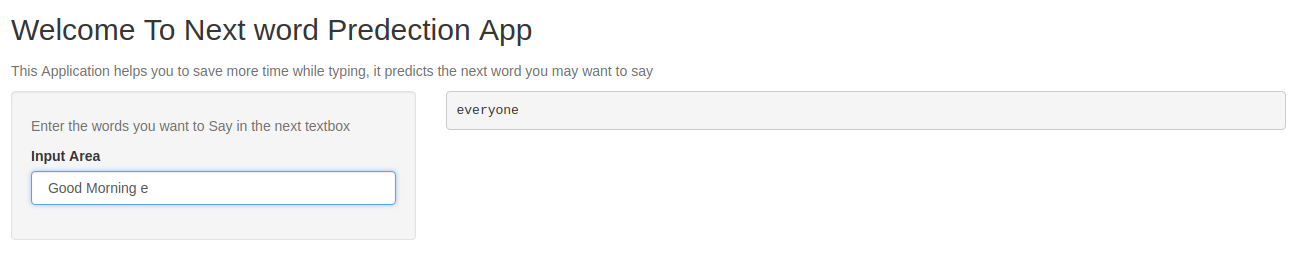 Welcome To Next word Predection App
This Application helps you to save more time while typing, it predicts the next word you may want to say
Enter the words you want to Say in the next textbox
Input Area
Good Morning e
everyone